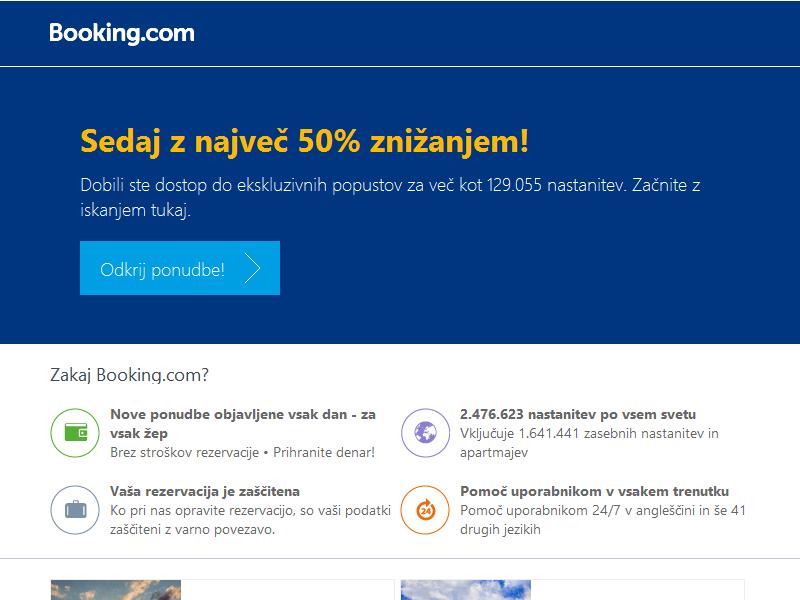 Booking.com
Sedaj z največ 50% znižanjem!
Dobili ste dostop do ekskluzivnih popustov za več kot 129.055 nastanitev. Začnite z
iskanjem tukaj.
Odkrij ponudbe!
Zakaj Booking.com?
Nove ponudbe objavljene vsak dan - za
vsak žep
Brez stroškov rezervacije • Prihranite denar!
2.476.623 nastanitev po vsem svetu
Vključuje 1.641.441 zasebnih nastanitev in
apartmajev
Vaša rezervacija je zaščitena
Ko pri nas opravite rezervacijo, so vaši podatki
zaščiteni z varno povezavo.
24
Pomoč uporabnikom v vsakem trenutku
Pomoč uporabnikom 24/7 v angleščini in še 41
drugih jezikih